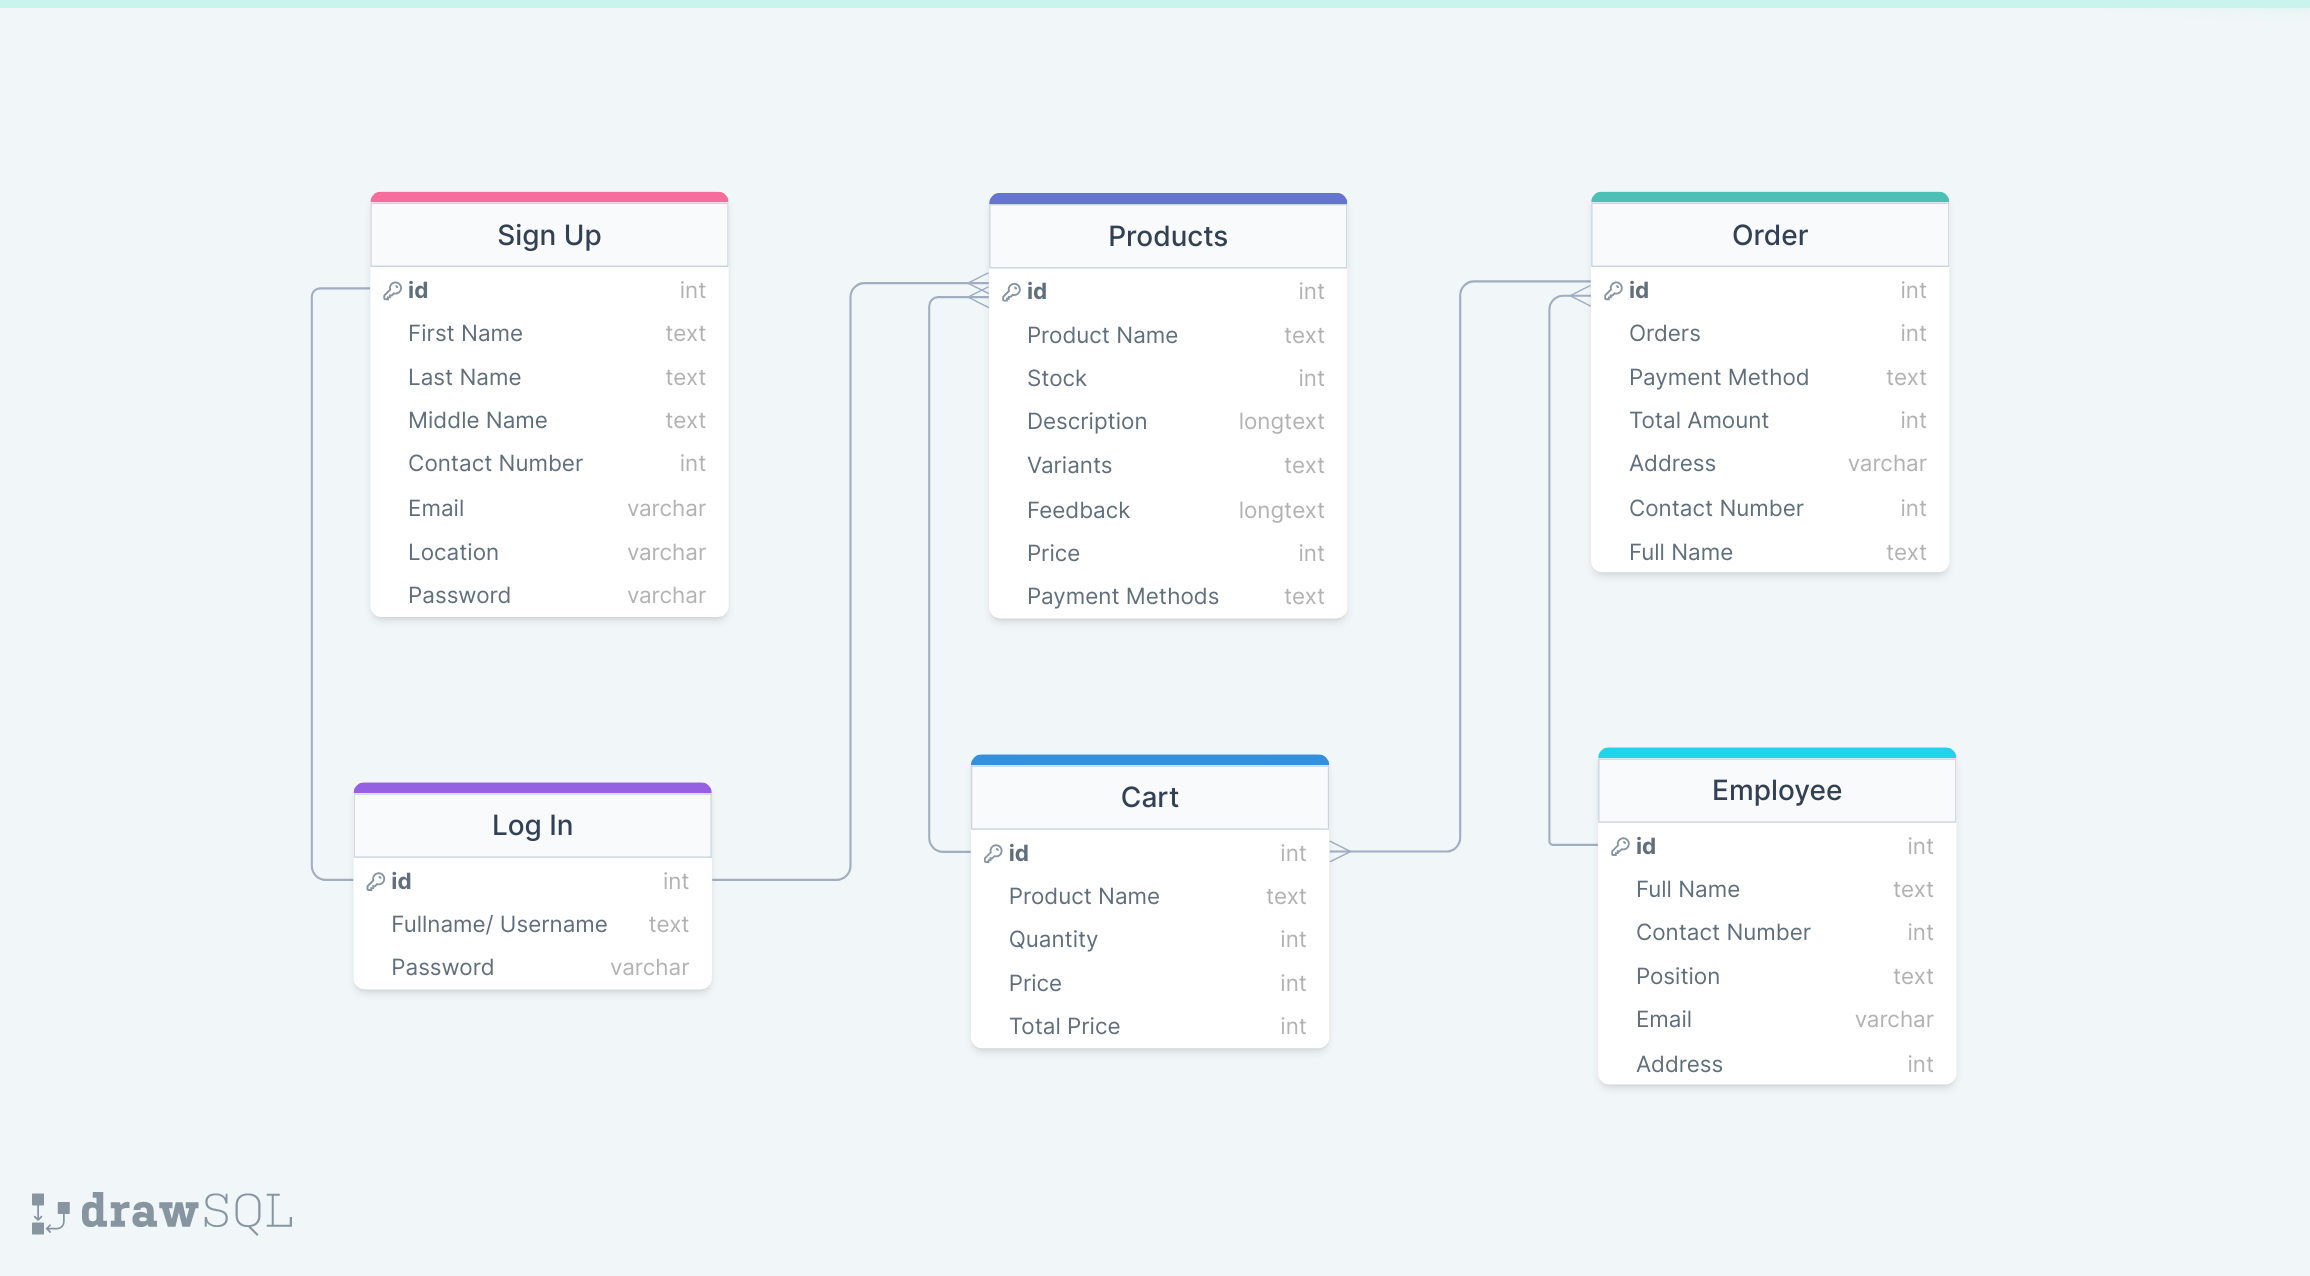 Sign Up
id int
First Name text
Last Name text
Middle Name text
Contact Number int
Email varchar
Location varchar
Password varchar
Products
id int
Product Name text
Stock int
Description longtext
Variants text
Feedback longtext
Price int
Payment Methods text
Order
id int
Orders int
Payment Method text
Total Amount int
Address varchar
Contact Number int
Full Name text
Log In
id int
Fullname/ Username text
Password varchar
Cart
id int
Product Name text
Quantity int
Price int
Total Price int
Employee
id int
Full Name text
Contact Number int
Position text
Email varchar
Address int
drawSQL